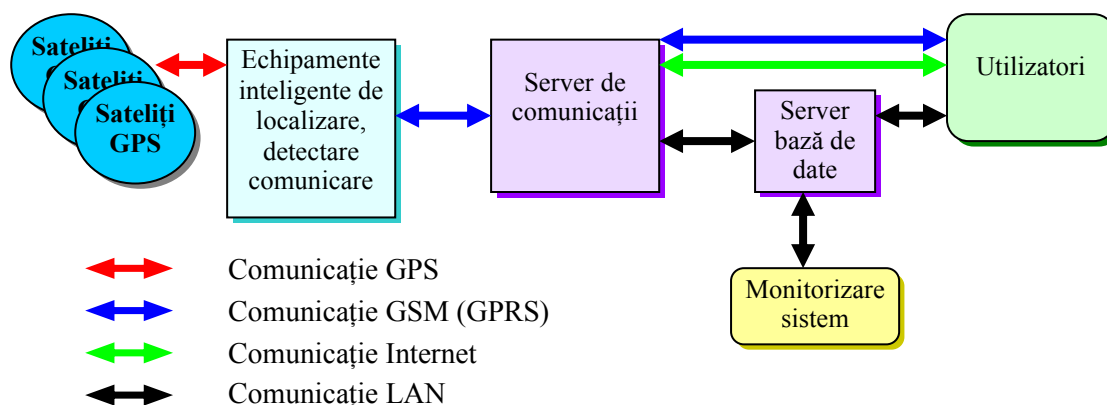 Sateliți
Sateliți
Sateliți
GPS
Echipamente
inteligente de
localizare,
detectare
comunicare
Server de
comunicații
Server
bază de
date
Utilizatori
Monitorizare
sistem
Comunicație GPS
Comunicație GSM (GPRS)
Comunicație Internet
Comunicație LAN